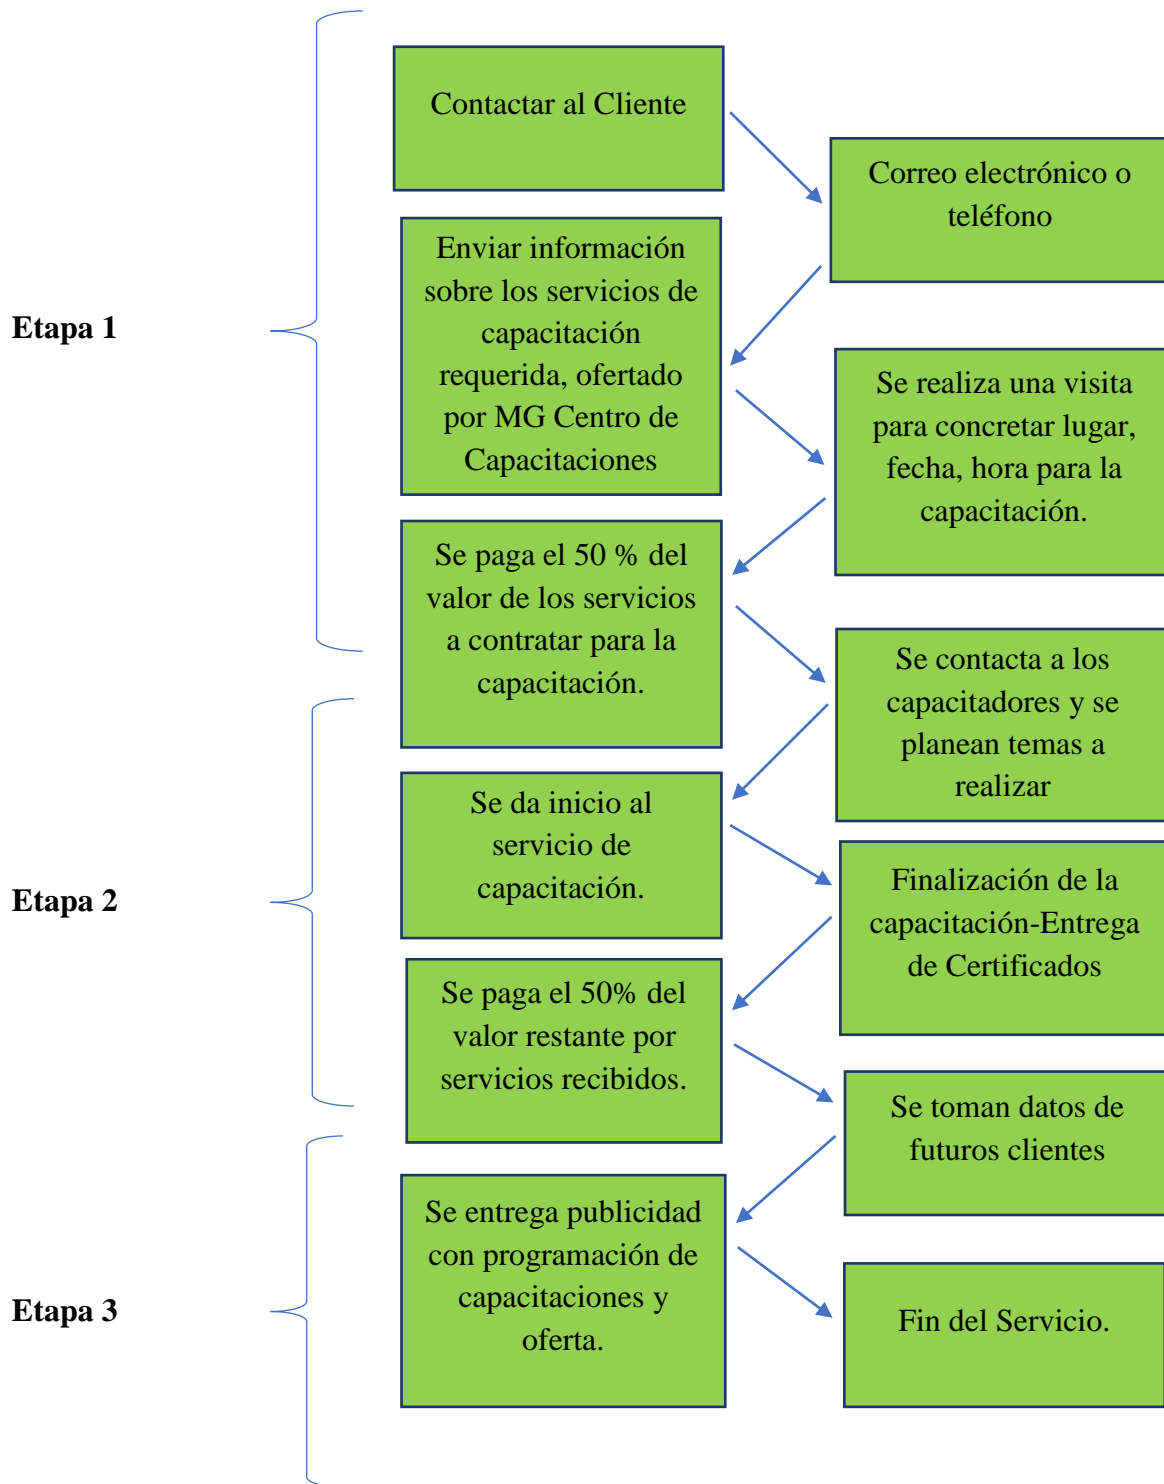 Contactar al Cliente
Correo electrónico o
teléfono
Etapa 1
Enviar información
sobre los servicios de
capacitación
requerida, ofertado
por MG Centro de
Capacitaciones
Se realiza una visita
para concretar lugar,
fecha, hora para la
capacitación.
Se paga el 50 % del
valor de los servicios
a contratar para la
capacitación.
Se contacta a los
capacitadores y se
planean temas a
realizar
Etapa 2
Se da inicio al
servicio de
capacitación.
Finalización de la
capacitación-Entrega
de Certificados
Se paga el 50% del
valor restante por
servicios recibidos.
Se toman datos de
futuros clientes
Etapa 3
Se entrega publicidad
con programación de
capacitaciones y
oferta.
Fin del Servicio.